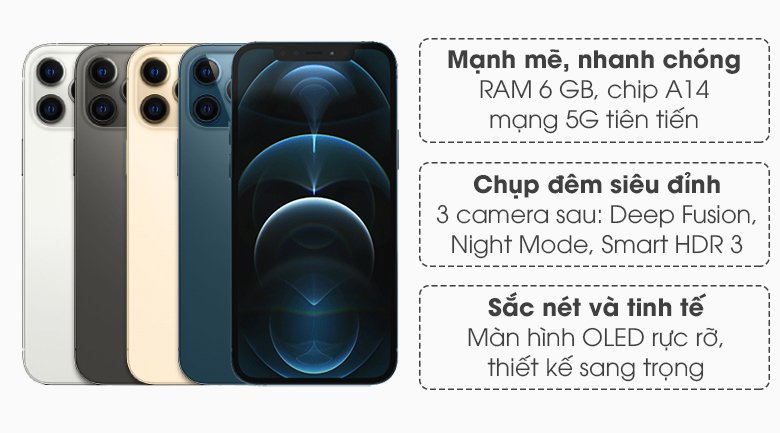 Mạnh mẽ, nhanh chóng
RAM 6 GB, chip A14
mạng 5G tiên tiến
Chụp đêm siêu đỉnh
3 camera sau: Deep Fusion,
Night Mode, Smart HDR 3
Sắc nét và tinh tế
Màn hình OLED rực rỡ,
thiết kế sang trọng